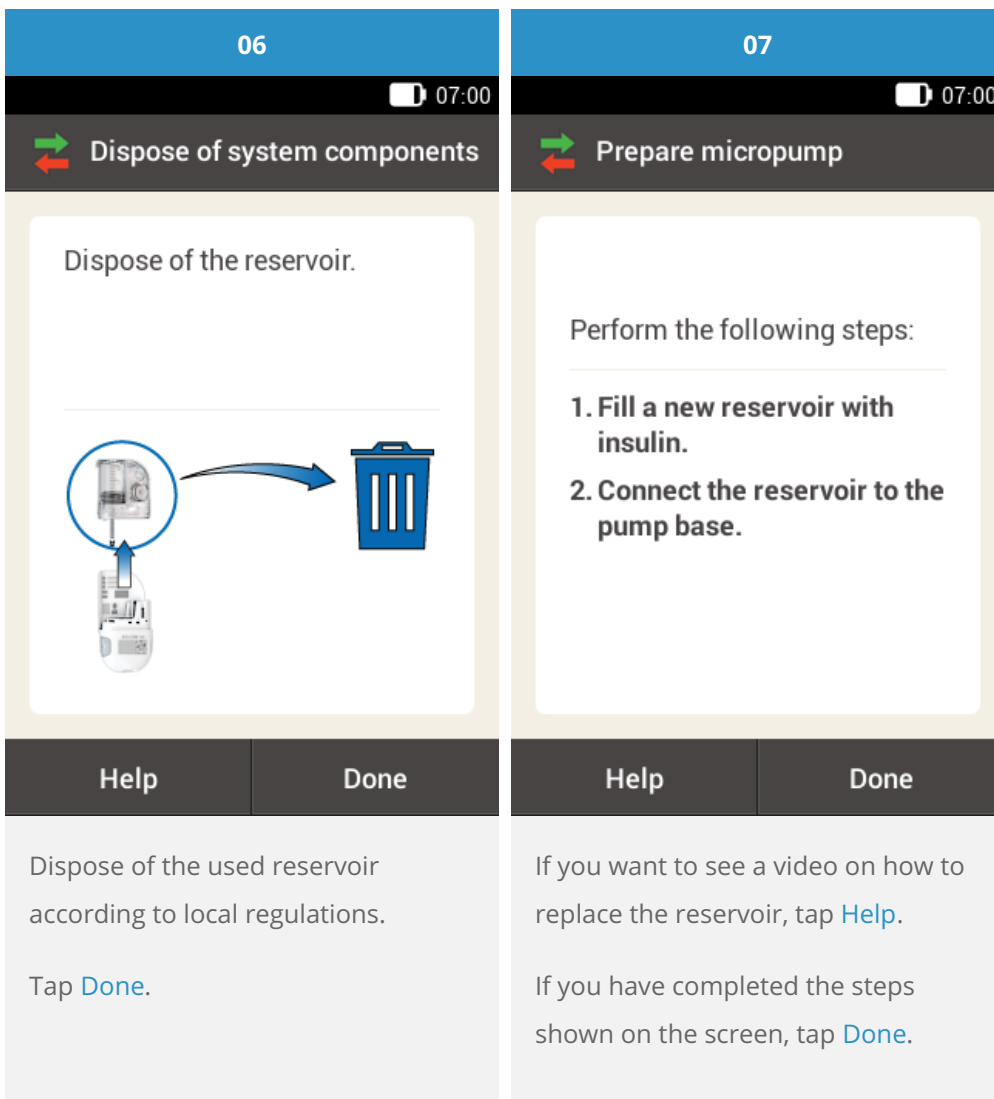 06
07:00
Dispose of system components
Dispose of the reservoir.
Help
Done
Dispose of the used reservoir
according to local regulations.
Tap Done.
07
07:00
Prepare micropump
Perform the following steps:
1. Fill a new reservoir with
insulin.
2. Connect the reservoir to the
pump base.
Help
Done
If you want to see a video on how to
replace the reservoir, tap Help.
If you have completed the steps
shown on the screen, tap Done.